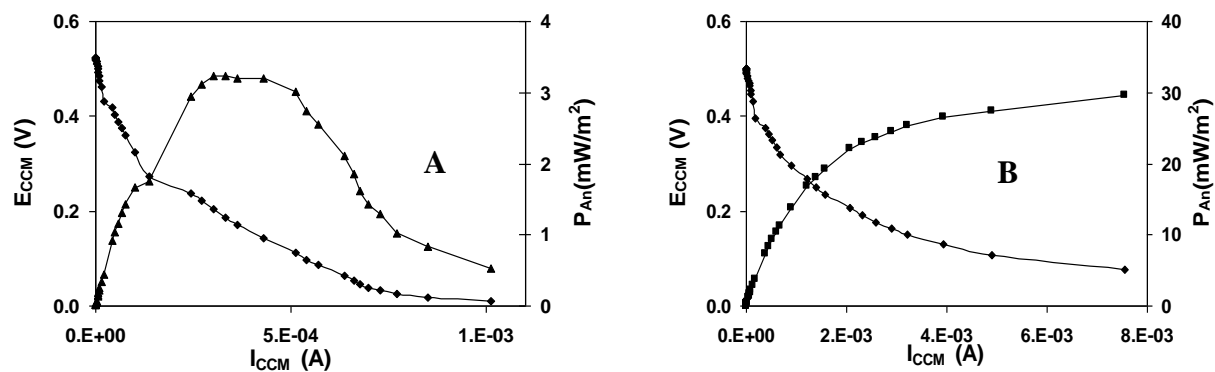 0.6
0.4
0.2
0.0
E_CCM (V)
4
3
2
1
0
P_An(mW/m²)
A
0.E+00
5.E-04
1.E-03
I_CCM (A)
0.6
0.4
0.2
0.0
E_CCM (V)
40
30
20
10
0
P_An(mW/m²)
B
0.E+00
2.E-03
4.E-03
6.E-03
8.E-03
I_CCM (A)